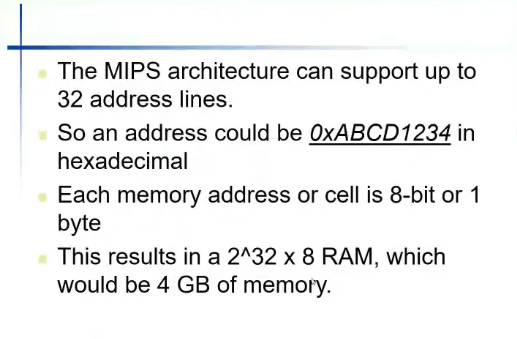 The MIPS architecture can support up to
32 address lines.
So an address could be 0xABCD1234 in
hexadecimal
Each memory address or cell is 8-bit or 1
byte
This results in a 2^32 x 8 RAM, which
would be 4 GB of memory.